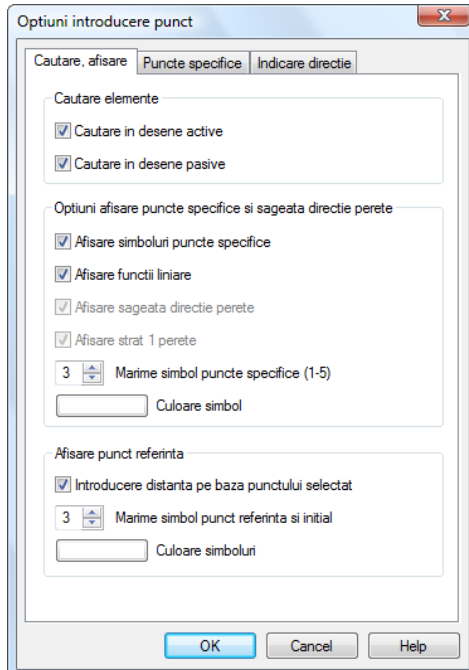 Optiuni introducere punct
Cautare, afisare Puncte specifice Indicare directie
Cautare elemente
Cautare in desene active
Cautare in desene pasive
Optiuni afisare puncte specifice si sageata directie perete
Afisare simboluri puncte specifice
Afisare functii liniare
Afisare sageata directie perete
Afisare strat 1 perete
3 Marime simbol puncte specifice (1-5)
Culoare simbol
Afisare punct referinta
Introducere distanta pe baza punctului selectat
3 Marime simbol punct referinta si initial
Culoare simboluri
OK Cancel Help